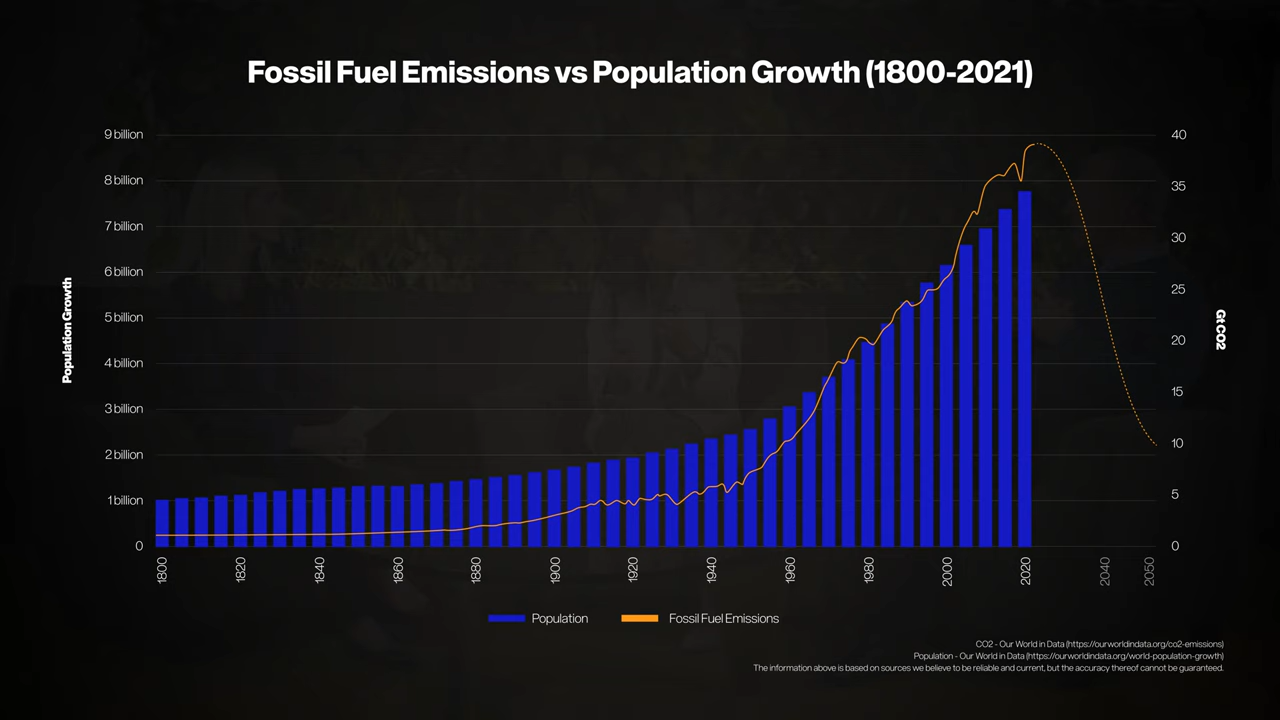 Fossil Fuel Emissions vs Population Growth (1800-2021)
9 billion
8 billion
7 billion
6 billion
5 billion
4 billion
3 billion
2 billion
1 billion
0
Population Growth
40
35
30
25
20
15
10
5
0
GtCO2
1800
1820
1840
1860
1880
1900
1920
1940
1960
1980
2000
2020
2040
2050
Population
Fossil Fuel Emissions
CO2 - Our World in Data (https://ourworldindata.org/co2-emissions)
Population - Our World in Data (https://ourworldindata.org/world-population-growth)
The information above is based on sources we believe to be reliable and current, but the accuracy thereof cannot be guaranteed.